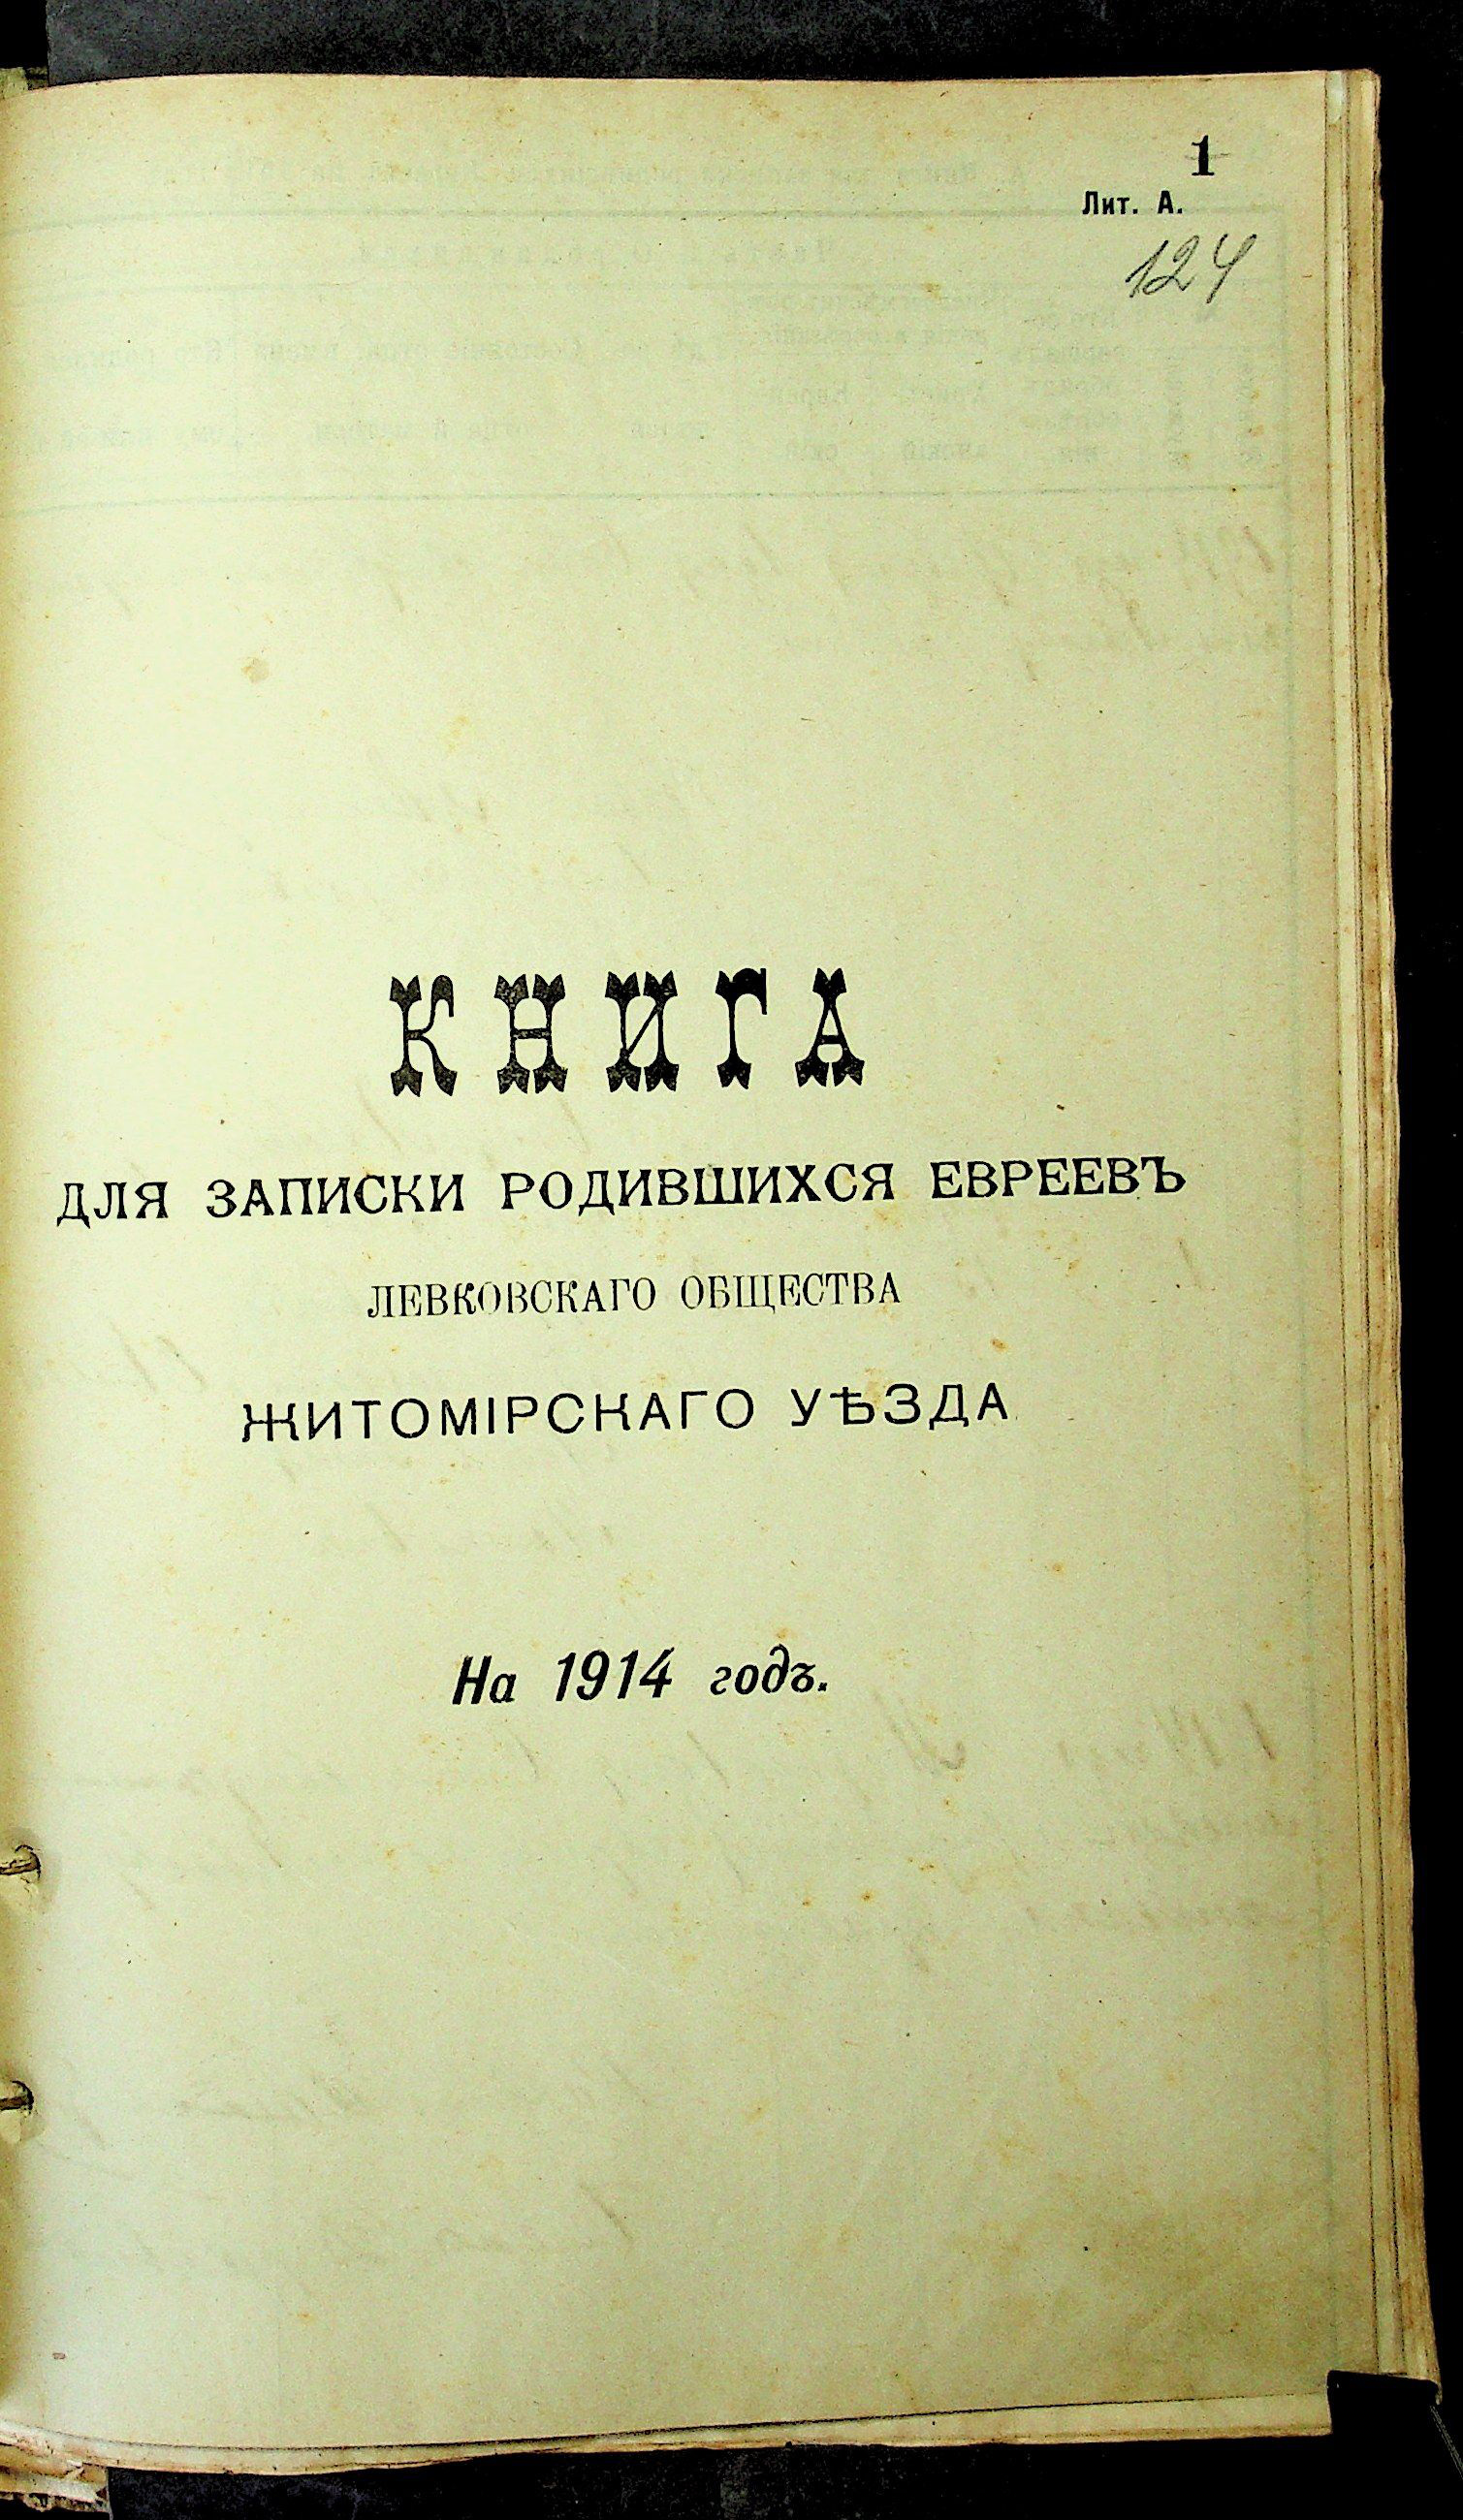 1
Лит. А.
124
КНИГА
ДЛЯ ЗАПИСКИ РОДИВШИХСЯ ЕВРЕЕВЪ
ЛЕВКОВСКАГО ОБЩЕСТВА
ЖИТОМІРСКАГО УѢЗДА
На 1914 годъ.